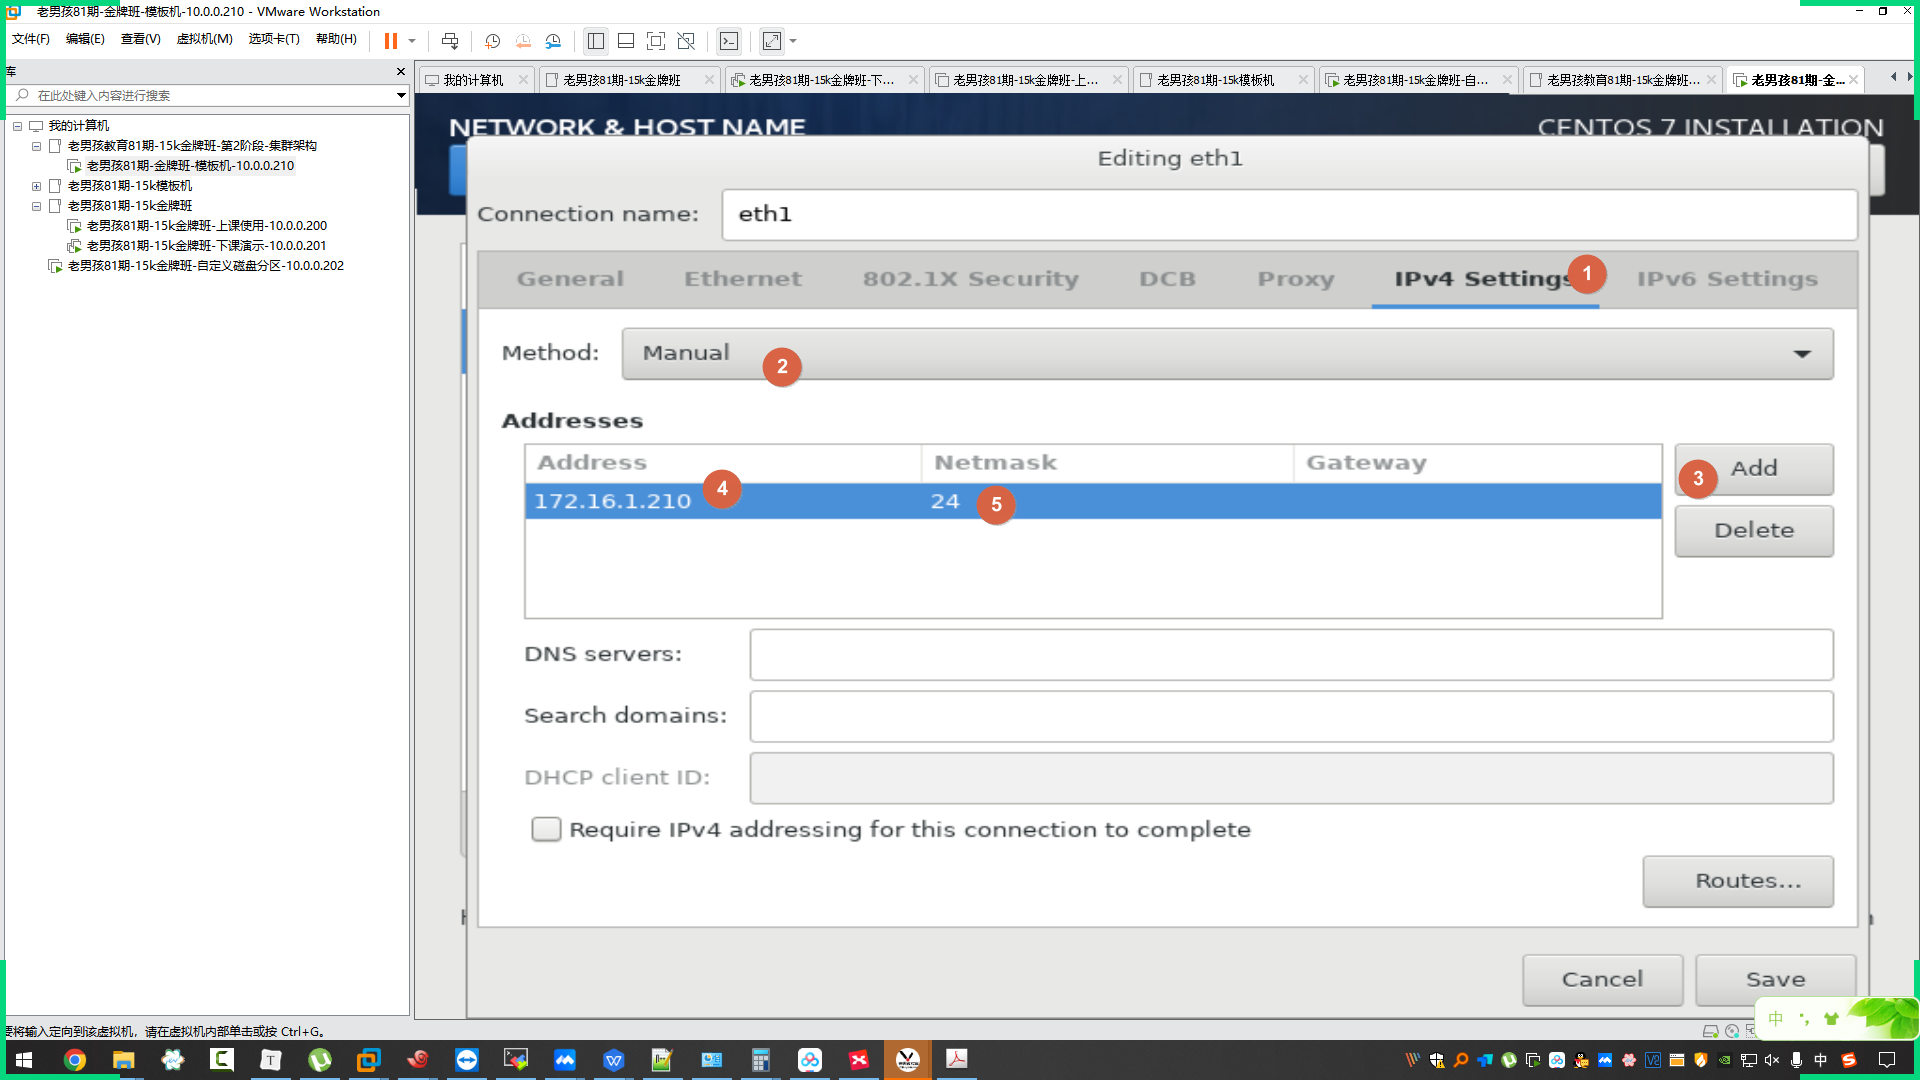 老男孩81期-金牌班-模板机-10.0.0.210 - VMware Workstation
文件(F) 编辑(E) 查看(V) 虚拟机(M) 选项卡(T) 帮助(H)
库
在此处键入内容进行搜索
我的计算机
老男孩教育81期-15k金牌班-第2阶段-集群架构
老男孩81期-金牌班-模板机-10.0.0.210
老男孩81期-15k模板机
老男孩81期-15k金牌班
老男孩81期-15k金牌班-上课使用-10.0.0.200
老男孩81期-15k金牌班-下课演示-10.0.0.201
老男孩81期-15k金牌班-自定义磁盘分区-10.0.0.202
我的计算机 老男孩81期-15k金牌班 老男孩81期-15k金牌班-下... 老男孩81期-15k金牌班-上... 老男孩81期-15k模板机 老男孩81期-15k金牌班-自... 老男孩教育81期-15k金牌班... 老男孩81期-金...
NETWORK & HOST NAME CENTOS 7 INSTALLATION
Editing eth1
Connection name: eth1
General Ethernet 802.1X Security DCB Proxy IPv4 Settings 1 IPv6 Settings
Method: Manual 2
Addresses
Address Netmask Gateway
3 Add
172.16.1.210 4 24 5
Delete
DNS servers:
Search domains:
DHCP client ID:
Require IPv4 addressing for this connection to complete
Routes...
Cancel Save
要将输入定向到该虚拟机，请在虚拟机内部单击或按 Ctrl+G。
中
中